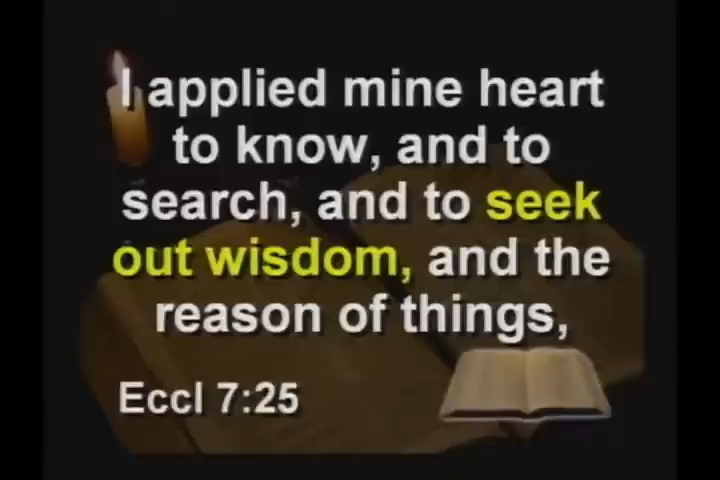 I applied mine heart
to know, and to
search, and to seek
out wisdom, and the
reason of things,
Eccl 7:25